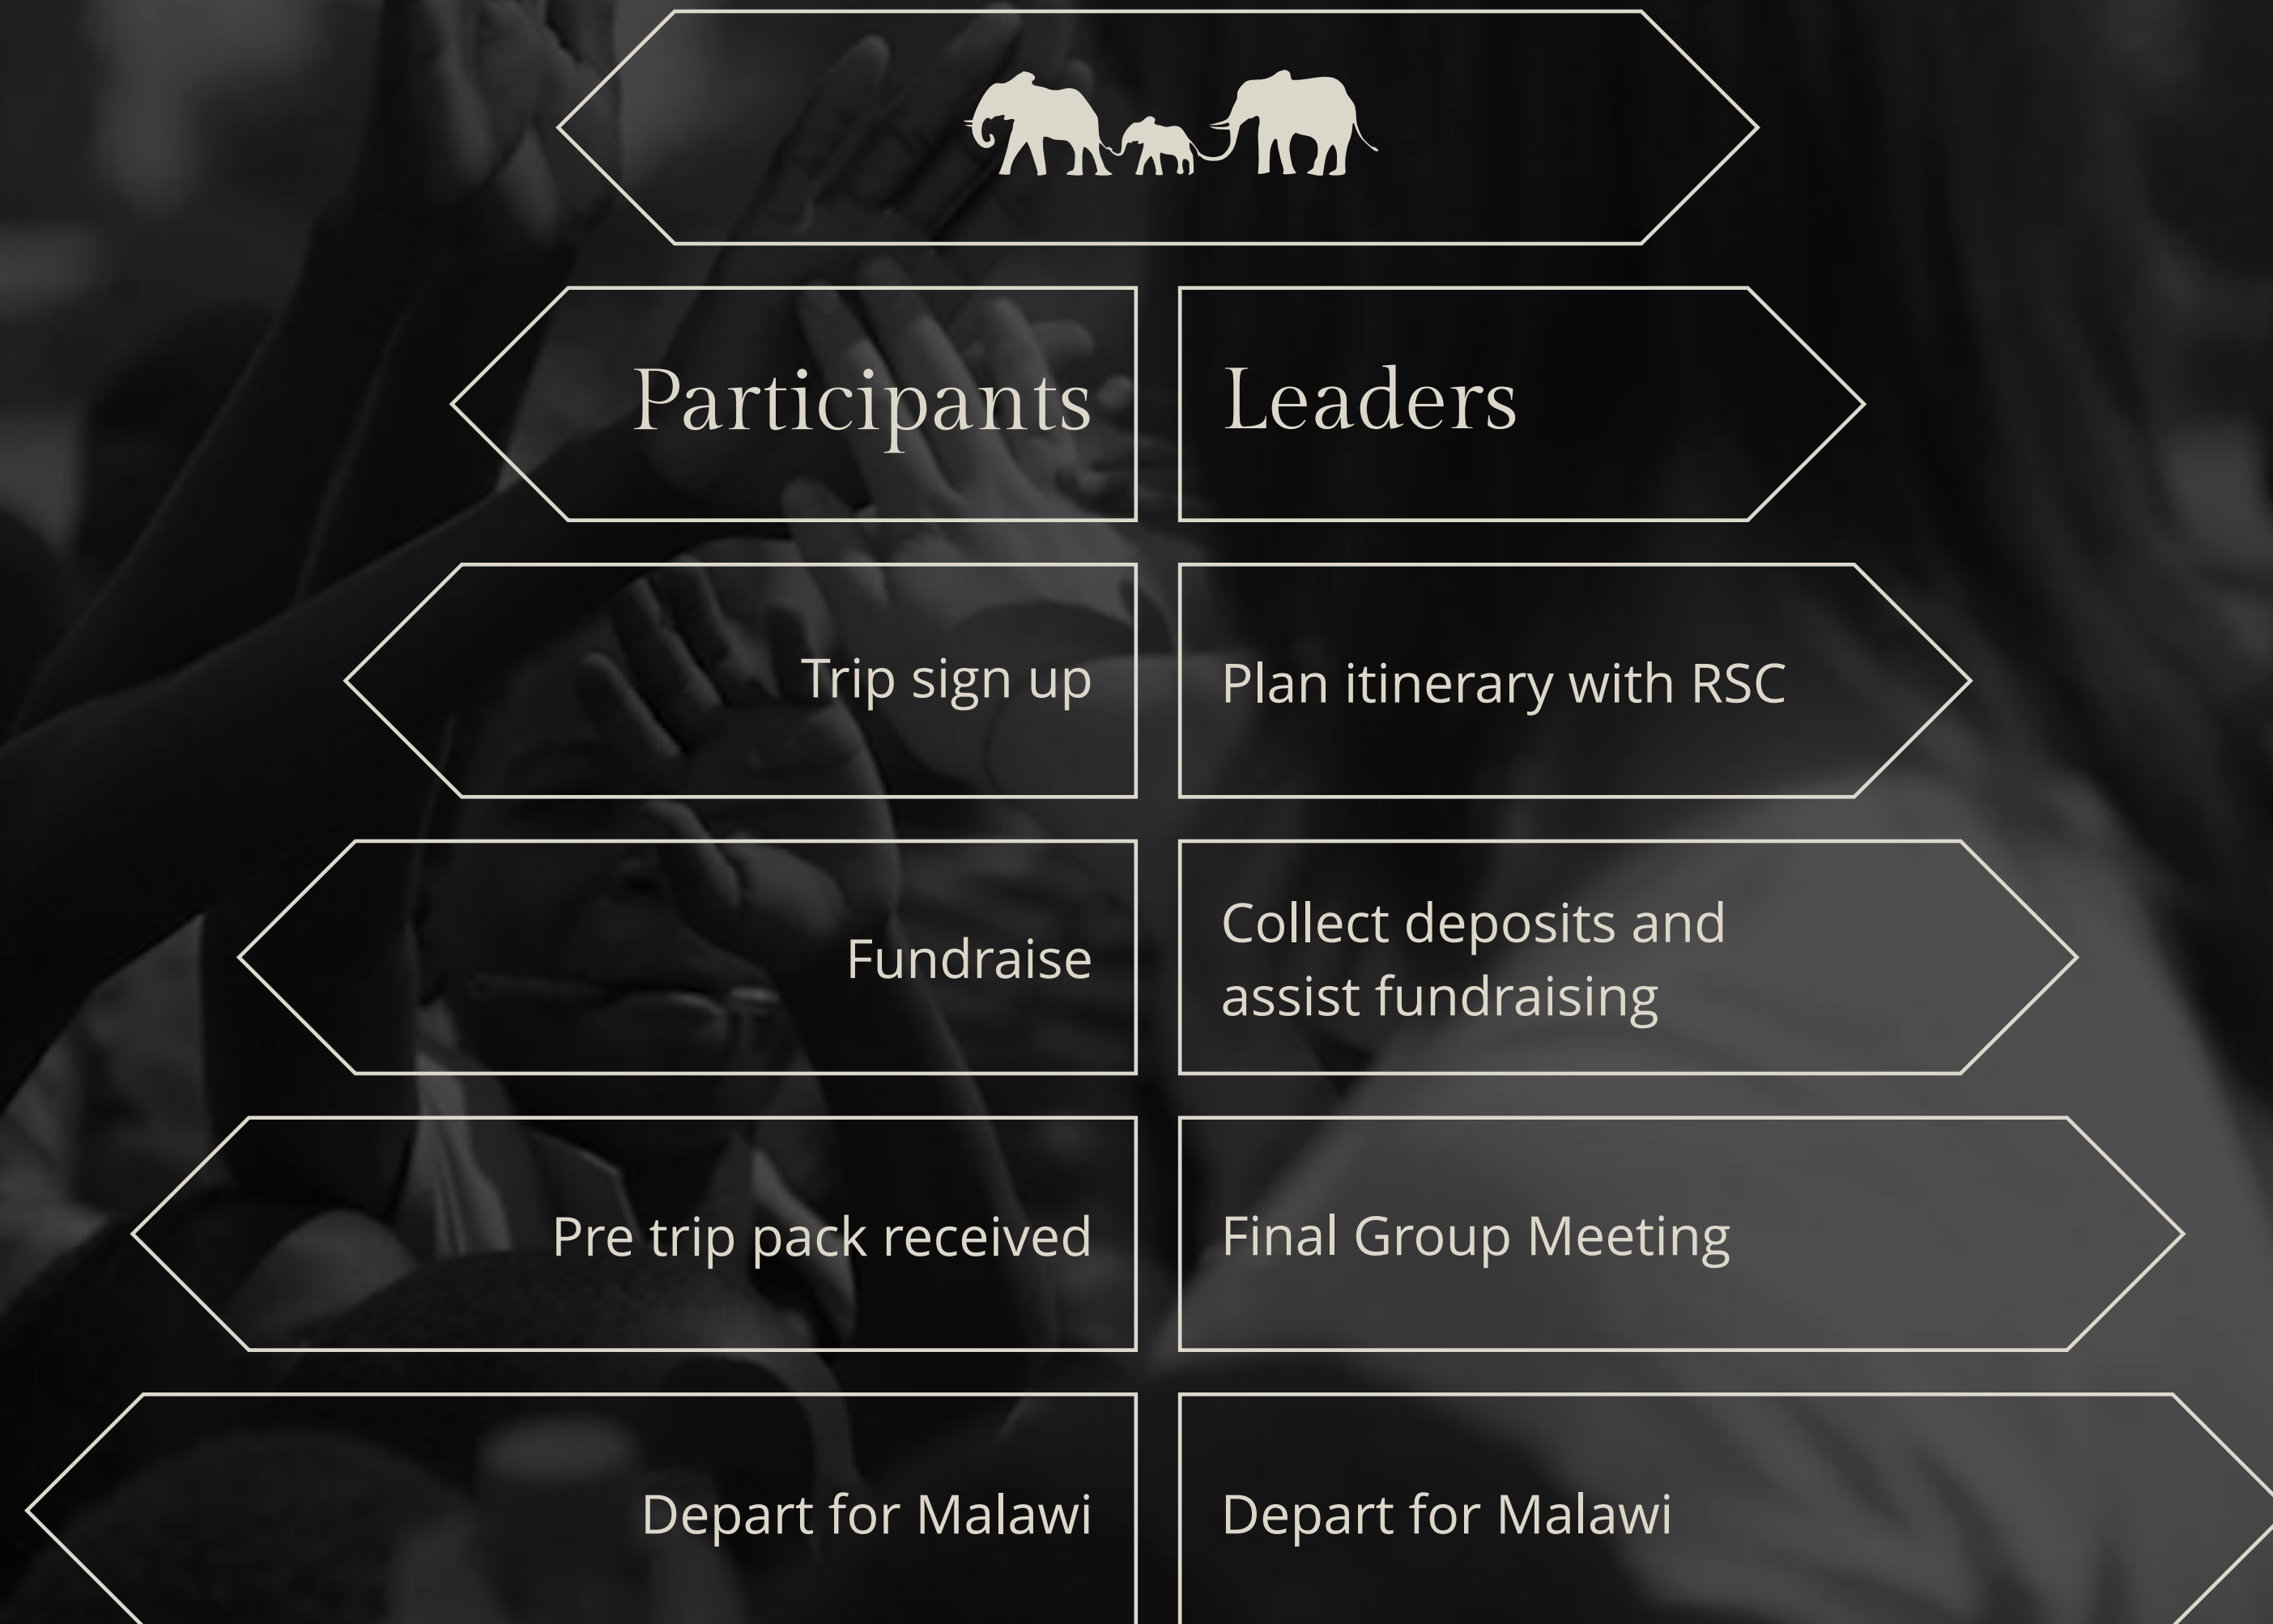 Participants
Leaders
Trip sign up
Plan itinerary with RSC
Fundraise
Collect deposits and
assist fundraising
Pre trip pack received
Final Group Meeting
Depart for Malawi
Depart for Malawi